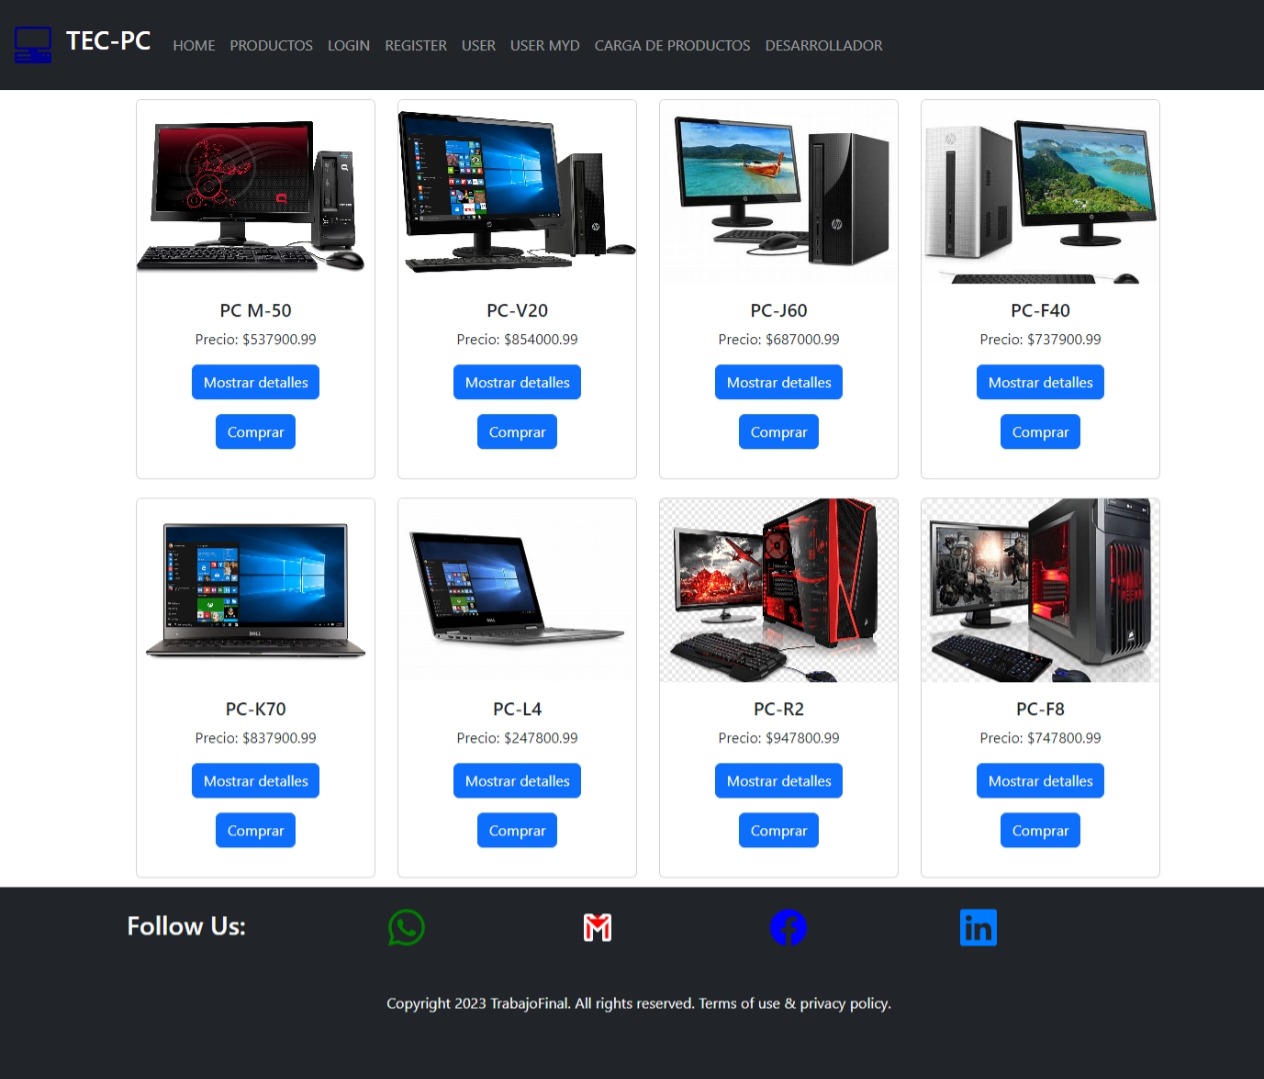 TEC-PC HOME PRODUCTOS LOGIN REGISTER USER USER MYD CARGA DE PRODUCTOS DESARROLLADOR
PC M-50
Precio: $537900.99
Mostrar detalles
Comprar
PC-V20
Precio: $854000.99
Mostrar detalles
Comprar
PC-J60
Precio: $687000.99
Mostrar detalles
Comprar
PC-F40
Precio: $737900.99
Mostrar detalles
Comprar
DELL
PC-K70
Precio: $837900.99
Mostrar detalles
Comprar
DELL
PC-L4
Precio: $247800.99
Mostrar detalles
Comprar
PC-R2
Precio: $947800.99
Mostrar detalles
Comprar
PC-F8
Precio: $747800.99
Mostrar detalles
Comprar
Follow Us:
in
Copyright 2023 TrabajoFinal. All rights reserved. Terms of use & privacy policy.